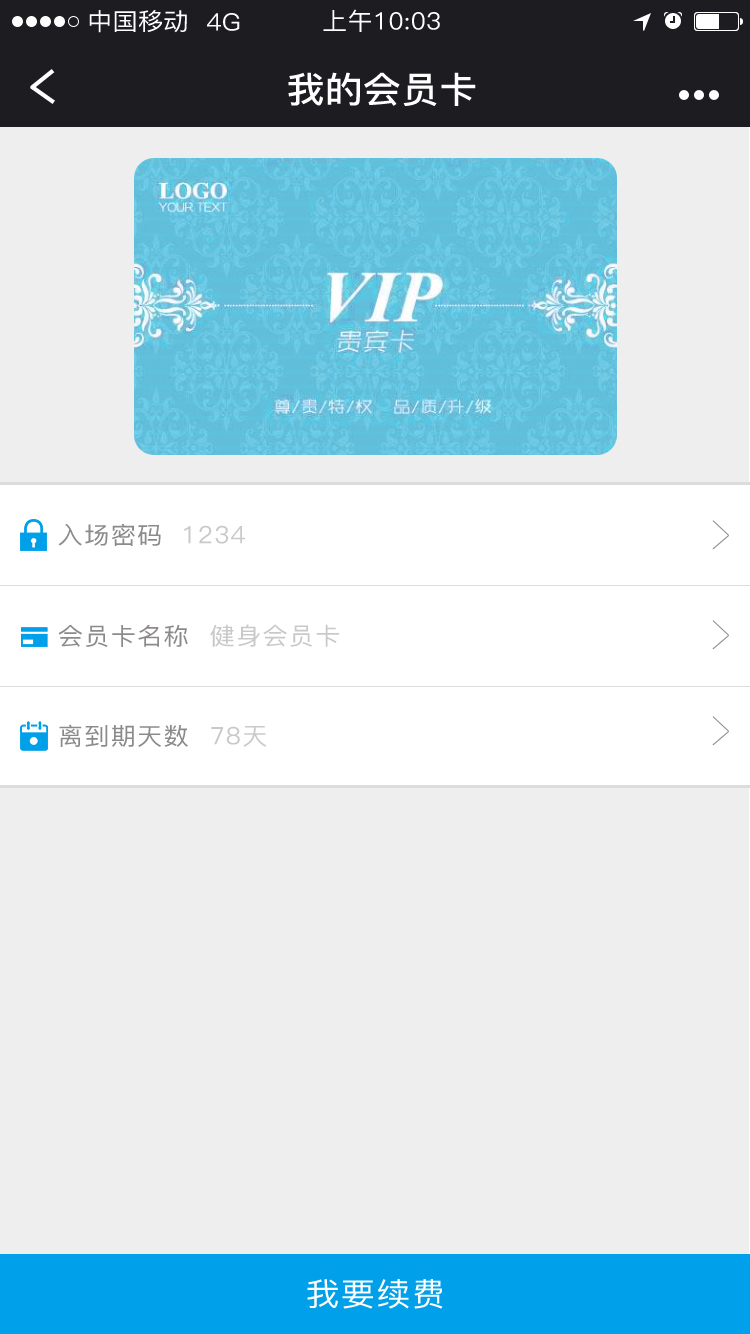 中国移动 4G 上午10:03
我的会员卡
LOGO
YOUR TEXT
VIP
贵宾卡
尊/贵/特/权 品/质/升/级
入场密码 1234
会员卡名称 健身会员卡
离到期天数 78天
我要续费